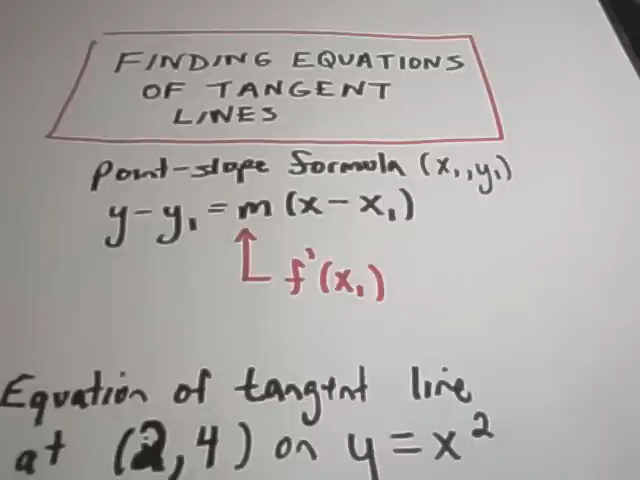 FINDING EQUATIONS
OF TANGENT
LINES
point-slope formula (x₁,y₁)
y-y₁ = m (x-x₁)
f'(x₁)
Equation of tangent line
at (2,4) on y=x²